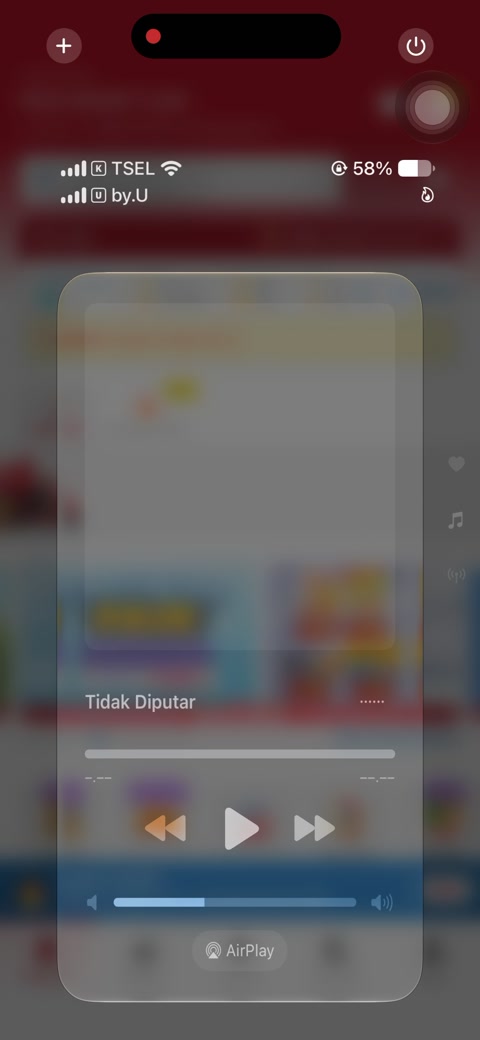 K TSEL 58%
U by.U
Tidak Diputar
--,-- --,--
AirPlay